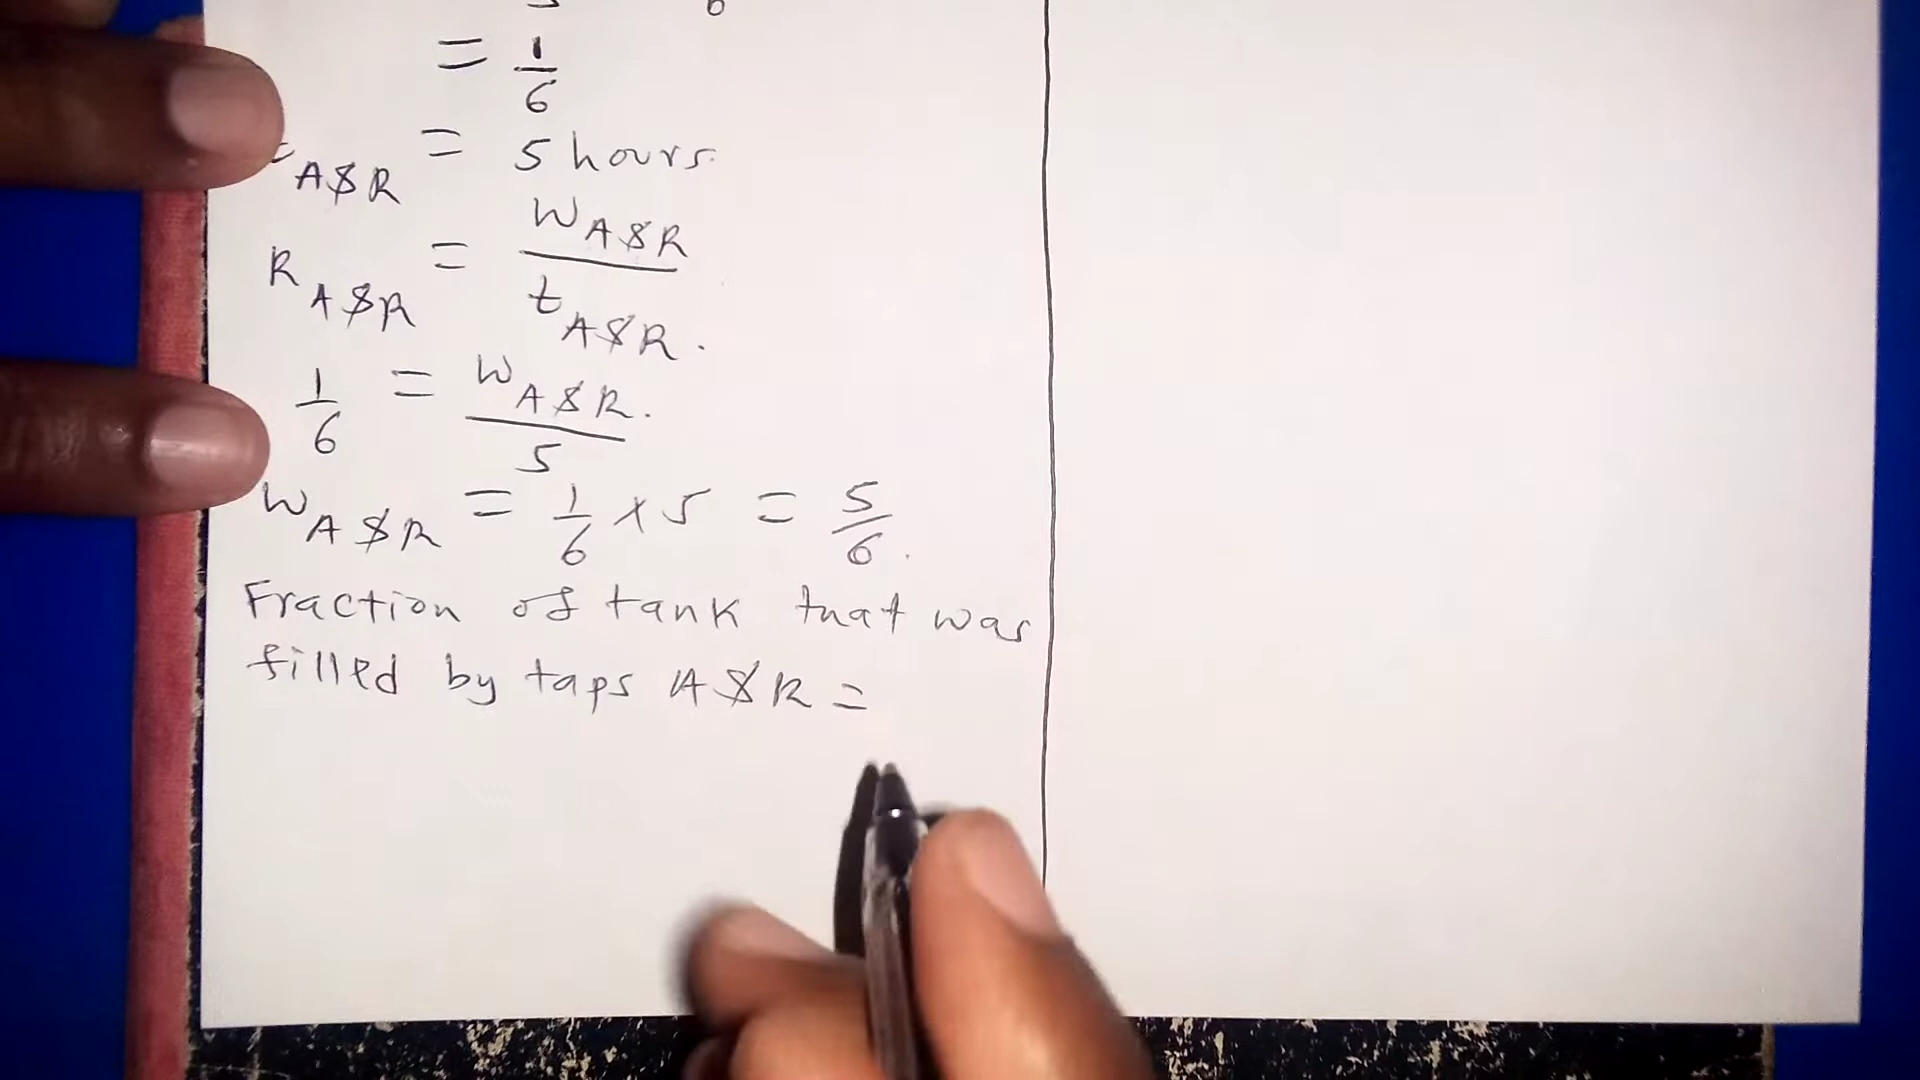 = 1/6
t A&R = 5 hours.
R A&R = W A&R / t A&R.
1/6 = W A&R. / 5
W A&R = 1/6 × 5 = 5/6.
Fraction of tank that was
filled by taps A&R =